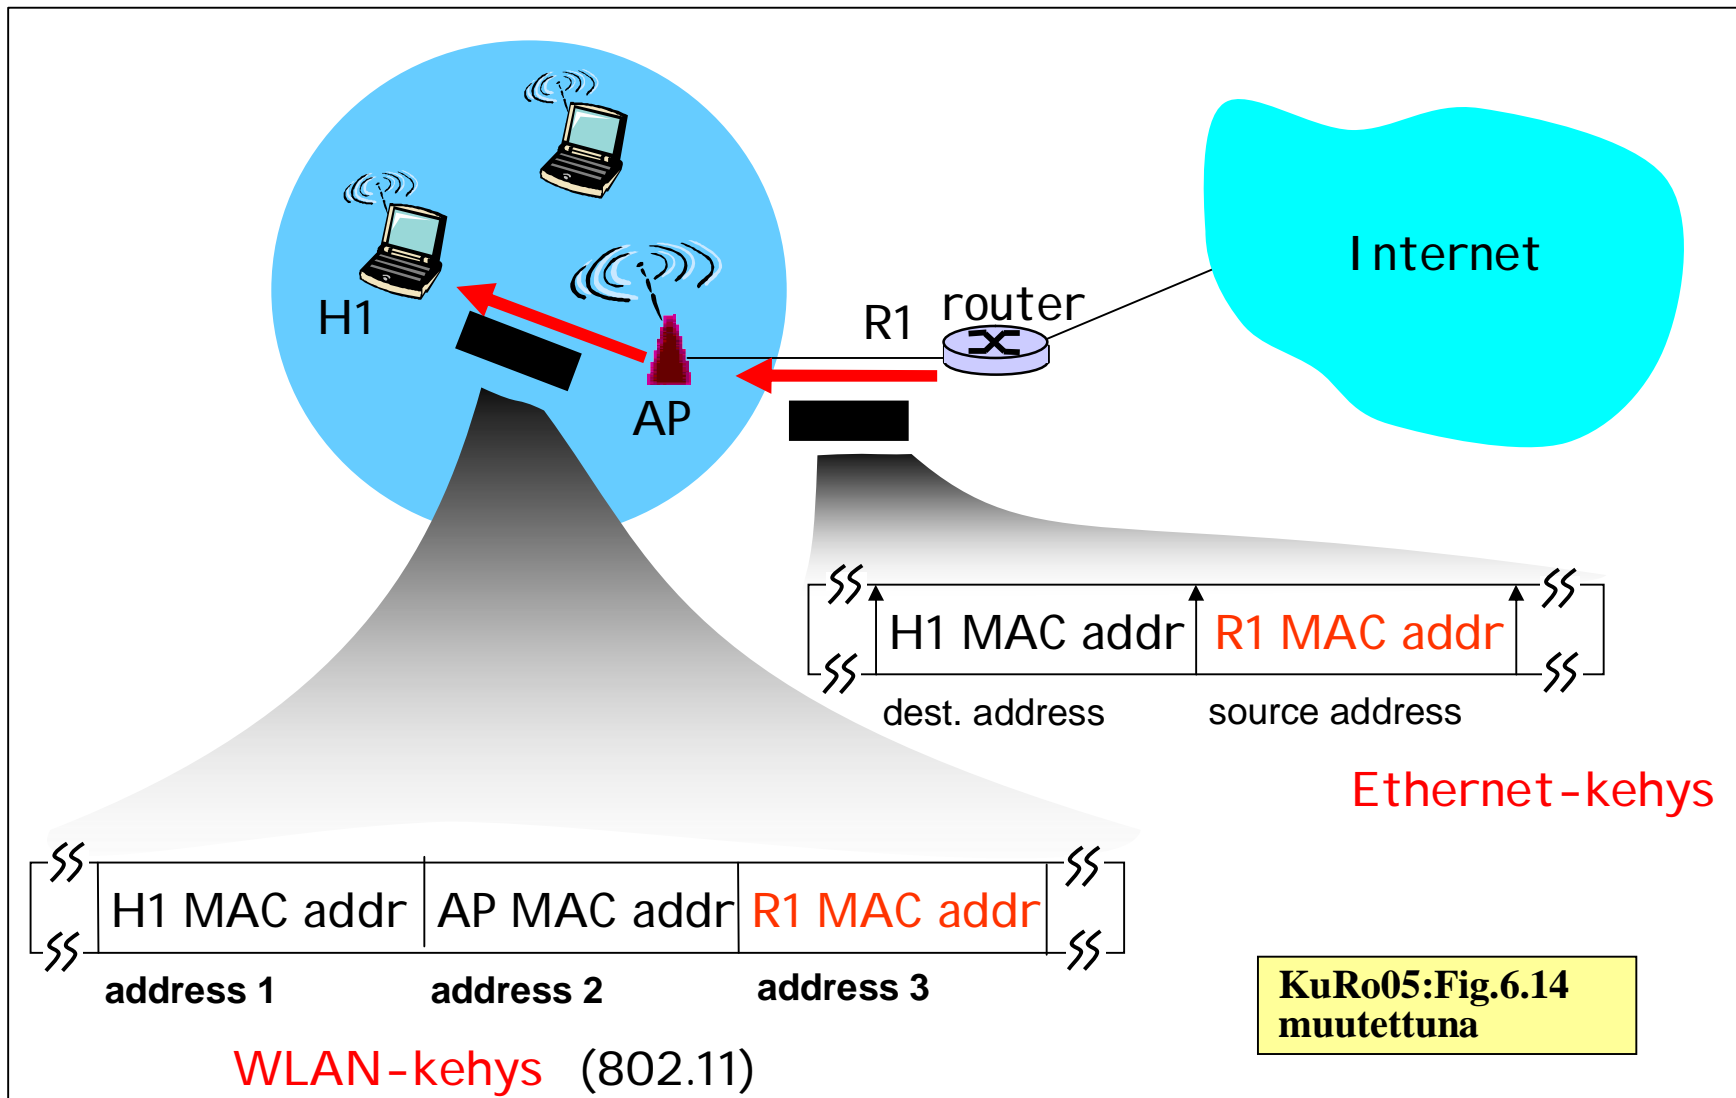 Internet
router
R1
H1
AP
H1 MAC addr R1 MAC addr
dest. address source address
Ethernet-kehys
H1 MAC addr AP MAC addr R1 MAC addr
address 1 address 2 address 3
WLAN-kehys (802.11)
KuRo05:Fig.6.14
muutettuna